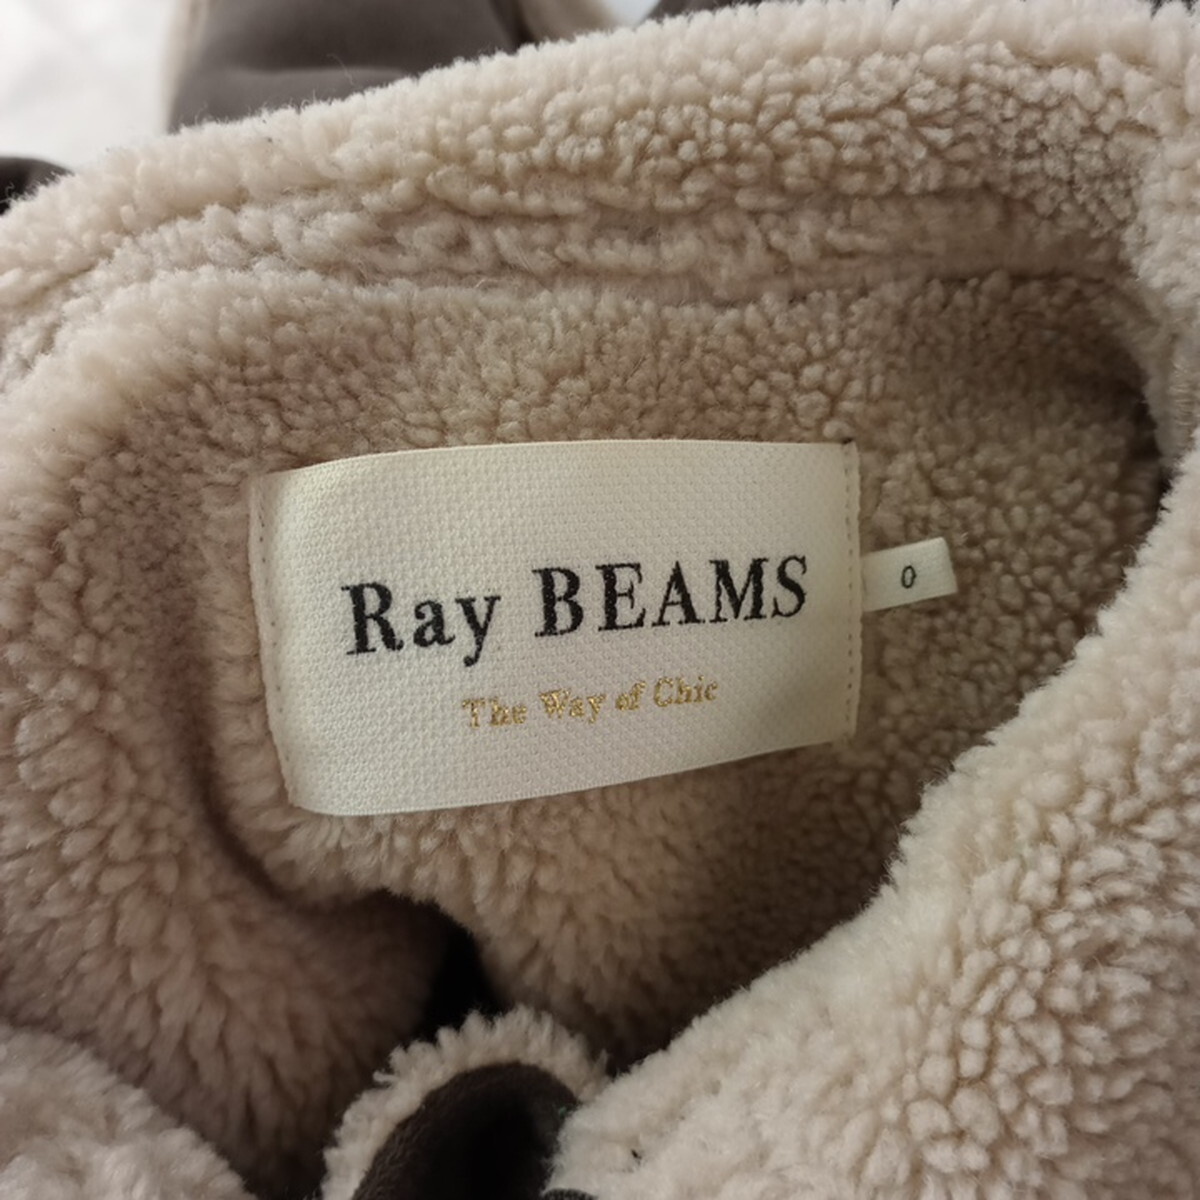 Ray BEAMS
The Way of Chic
0